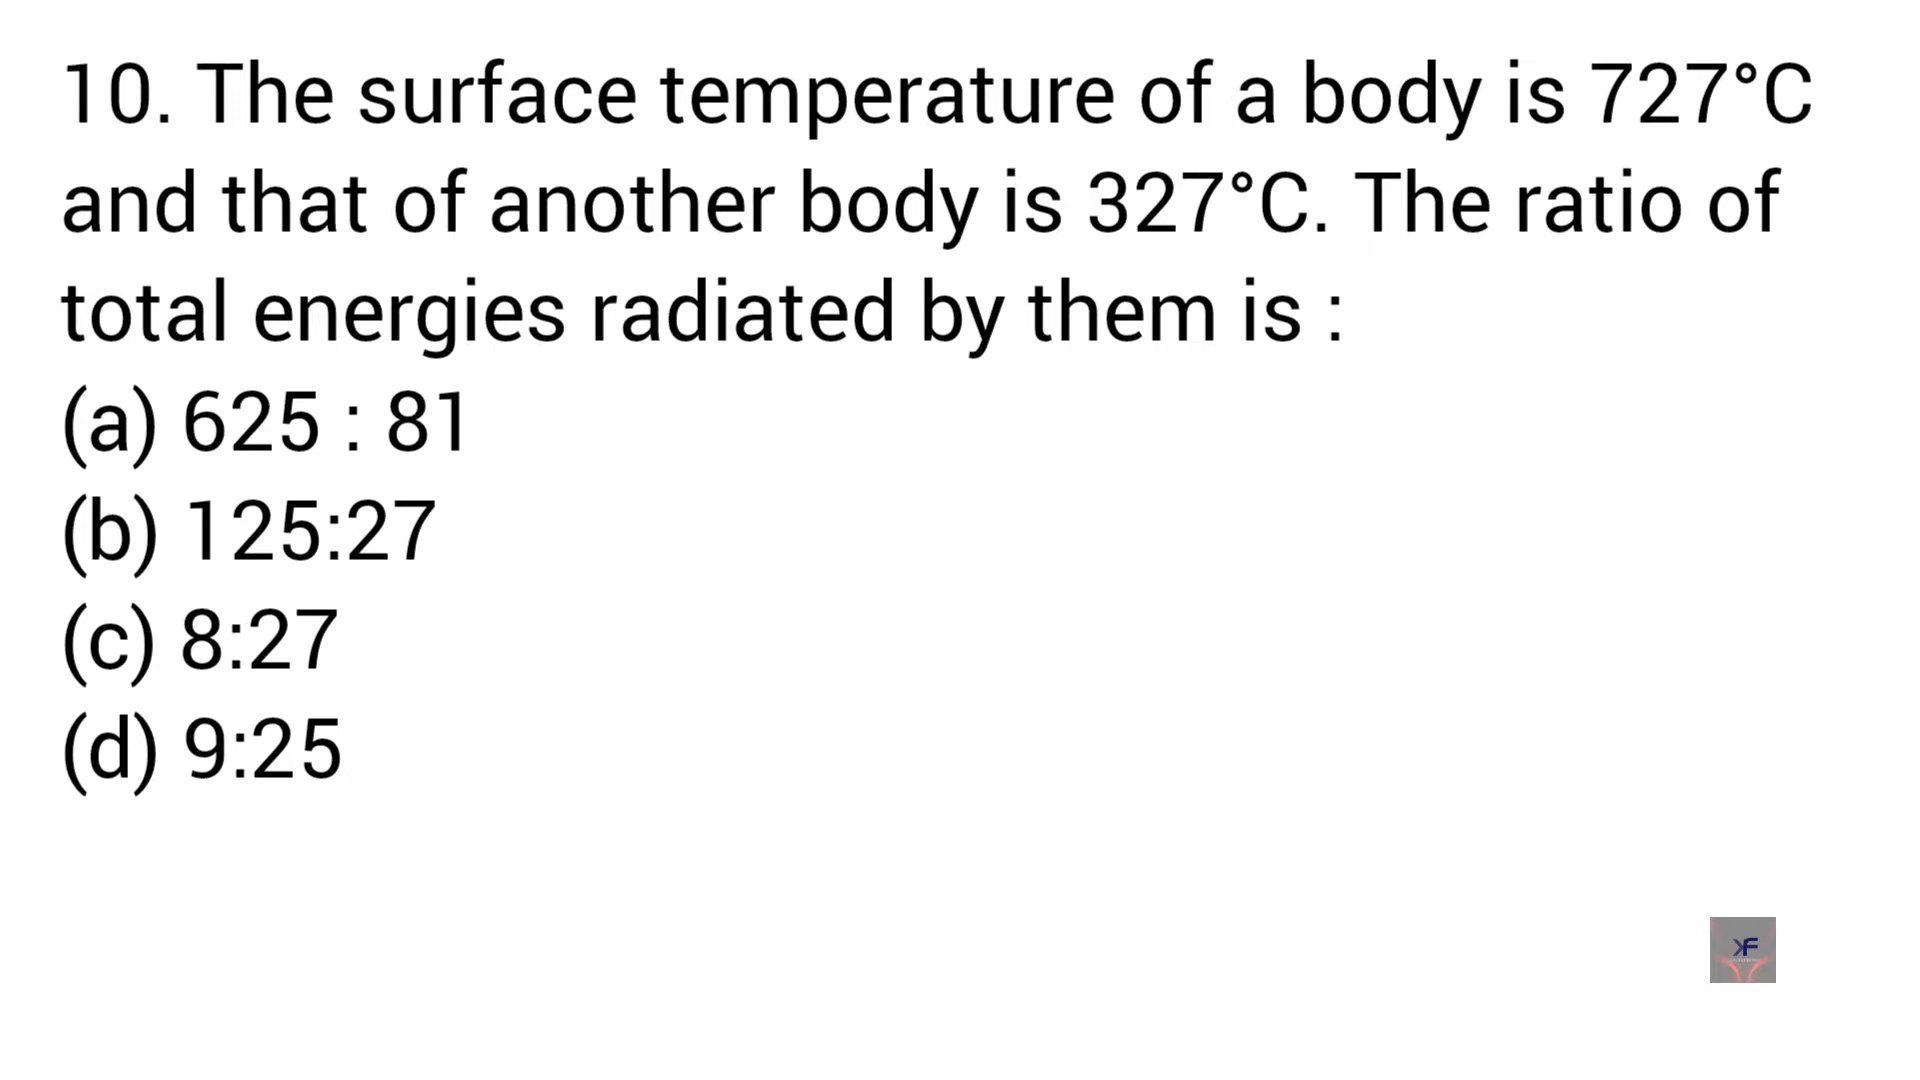 10. The surface temperature of a body is 727°C
and that of another body is 327°C. The ratio of
total energies radiated by them is :
(a) 625 : 81
(b) 125:27
(c) 8:27
(d) 9:25
KF